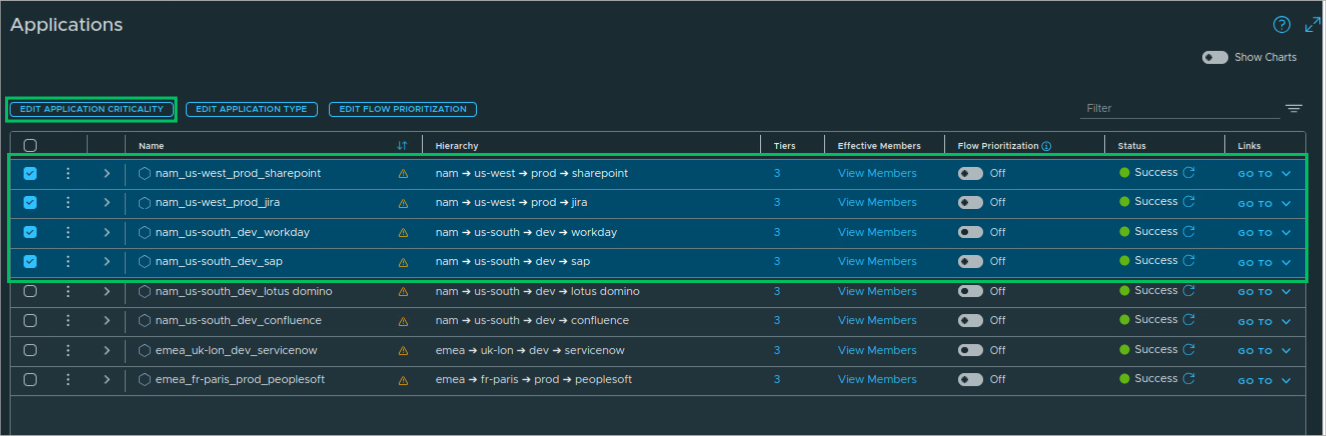 Applications
Show Charts
EDIT APPLICATION CRITICALITY EDIT APPLICATION TYPE EDIT FLOW PRIORITIZATION Filter
Name Hierarchy Tiers Effective Members Flow Prioritization Status Links
nam_us-west_prod_sharepoint nam → us-west → prod → sharepoint 3 View Members Off Success GO TO
nam_us-west_prod_jira nam → us-west → prod → jira 3 View Members Off Success GO TO
nam_us-south_dev_workday nam → us-south → dev → workday 3 View Members Off Success GO TO
nam_us-south_dev_sap nam → us-south → dev → sap 3 View Members Off Success GO TO
nam_us-south_dev_lotus domino nam → us-south → dev → lotus domino 3 View Members Off Success GO TO
nam_us-south_dev_confluence nam → us-south → dev → confluence 3 View Members Off Success GO TO
emea_uk-lon_dev_servicenow emea → uk-lon → dev → servicenow 3 View Members Off Success GO TO
emea_fr-paris_prod_peoplesoft emea → fr-paris → prod → peoplesoft 3 View Members Off Success GO TO